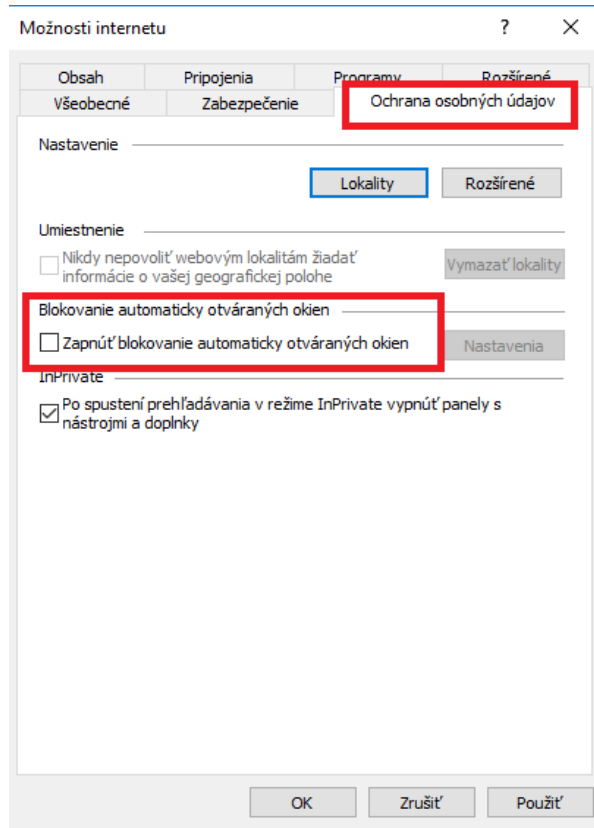 Možnosti internetu ?
Obsah Pripojenia Programy Rozšírené
Všeobecné Zabezpečenie Ochrana osobných údajov
Nastavenie
Lokality Rozšírené
Umiestnenie
Nikdy nepovoliť webovým lokalitám žiadať
informácie o vašej geografickej polohe
Vymazať lokality
Blokovanie automaticky otváraných okien
Zapnúť blokovanie automaticky otváraných okien Nastavenia
InPrivate
Po spustení prehľadávania v režime InPrivate vypnúť panely s
nástrojmi a doplnky
OK Zrušiť Použiť